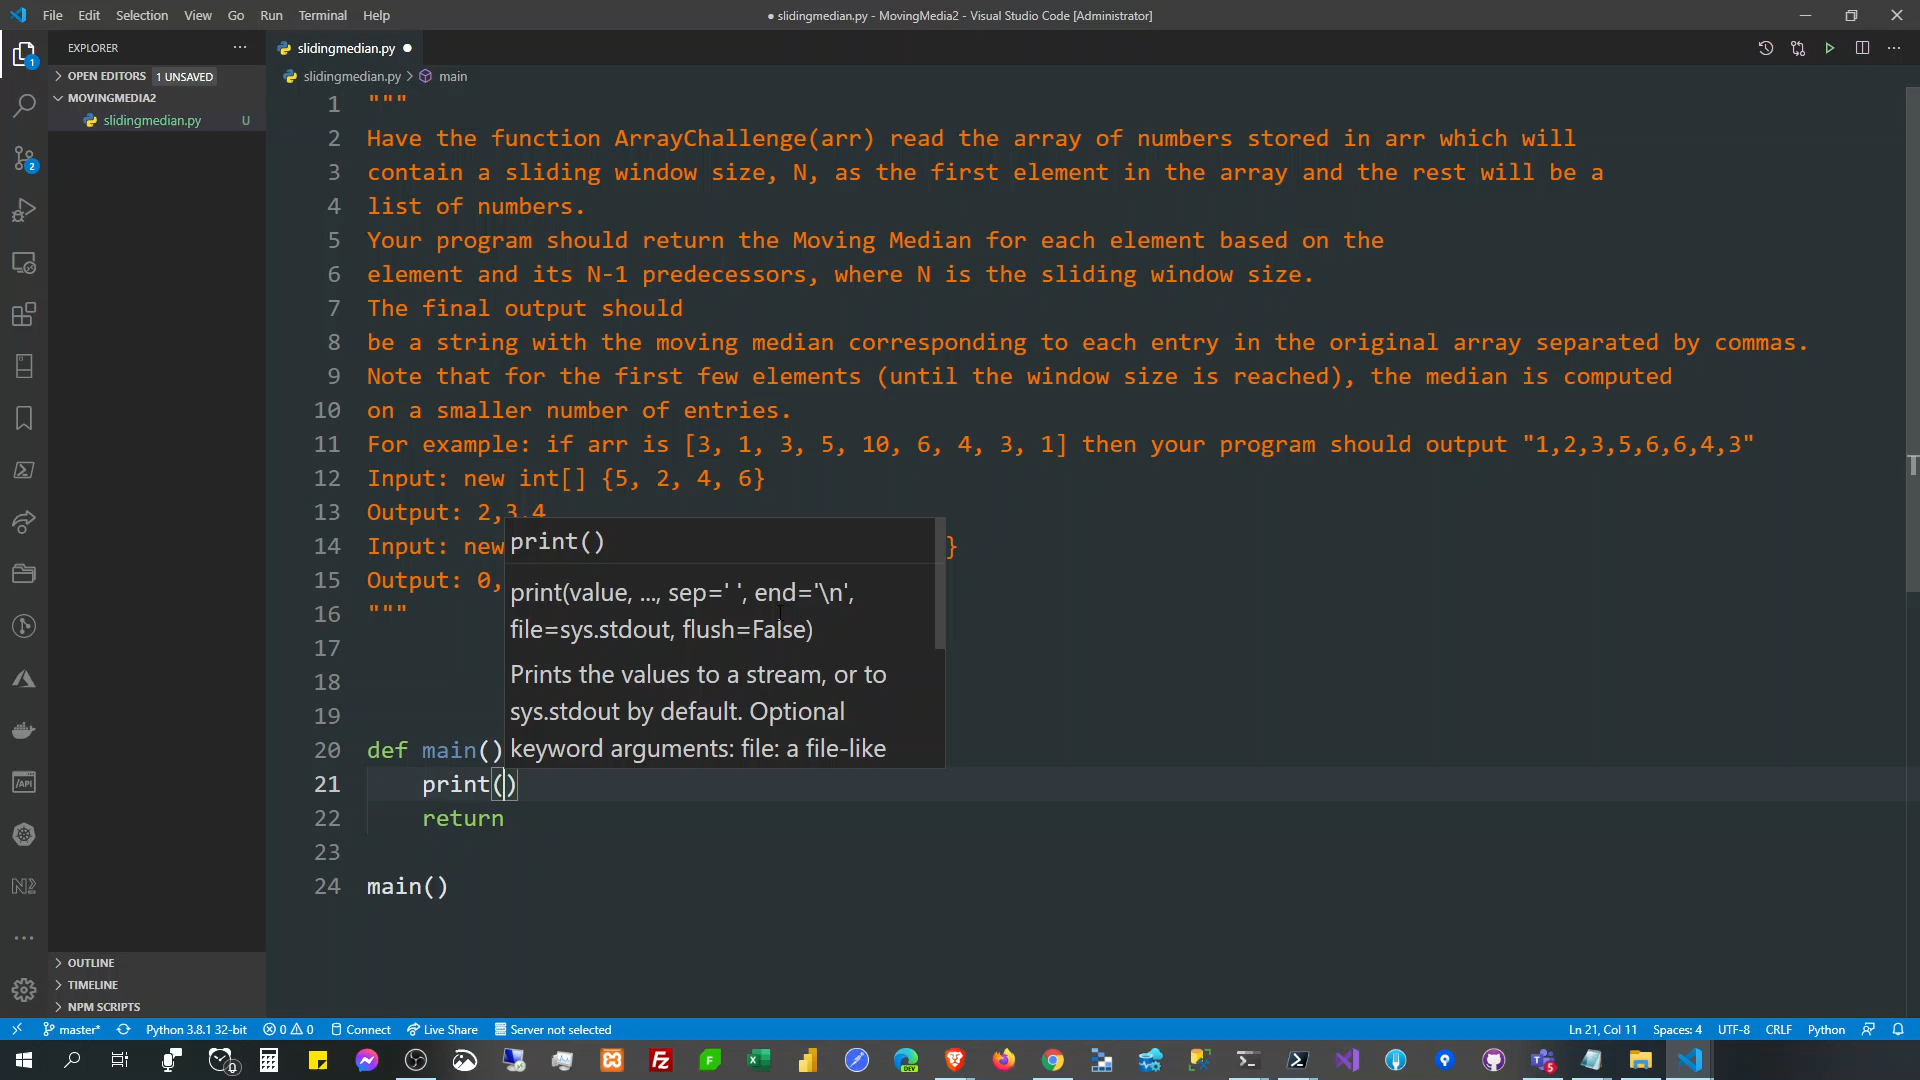 File Edit Selection View Go Run Terminal Help
● slidingmedian.py - MovingMedia2 - Visual Studio Code [Administrator]
EXPLORER
OPEN EDITORS 1 UNSAVED
MOVINGMEDIA2
slidingmedian.py U
OUTLINE
TIMELINE
NPM SCRIPTS
slidingmedian.py
slidingmedian.py > main
1 """
2 Have the function ArrayChallenge(arr) read the array of numbers stored in arr which will
3 contain a sliding window size, N, as the first element in the array and the rest will be a
4 list of numbers.
5 Your program should return the Moving Median for each element based on the
6 element and its N-1 predecessors, where N is the sliding window size.
7 The final output should
8 be a string with the moving median corresponding to each entry in the original array separated by commas.
9 Note that for the first few elements (until the window size is reached), the median is computed
10 on a smaller number of entries.
11 For example: if arr is [3, 1, 3, 5, 10, 6, 4, 3, 1] then your program should output "1,2,3,5,6,6,4,3"
12 Input: new int[] {5, 2, 4, 6}
13 Output: 2,3,4
14 Input: new }
15 Output: 0,
16 """
17
18
19
20 def main()
21 print()
22 return
23
24 main()
print()
print(value, ..., sep=' ', end='\n',
file=sys.stdout, flush=False)
Prints the values to a stream, or to
sys.stdout by default. Optional
keyword arguments: file: a file-like
master* Python 3.8.1 32-bit 0 0 Connect Live Share Server not selected
Ln 21, Col 11 Spaces: 4 UTF-8 CRLF Python